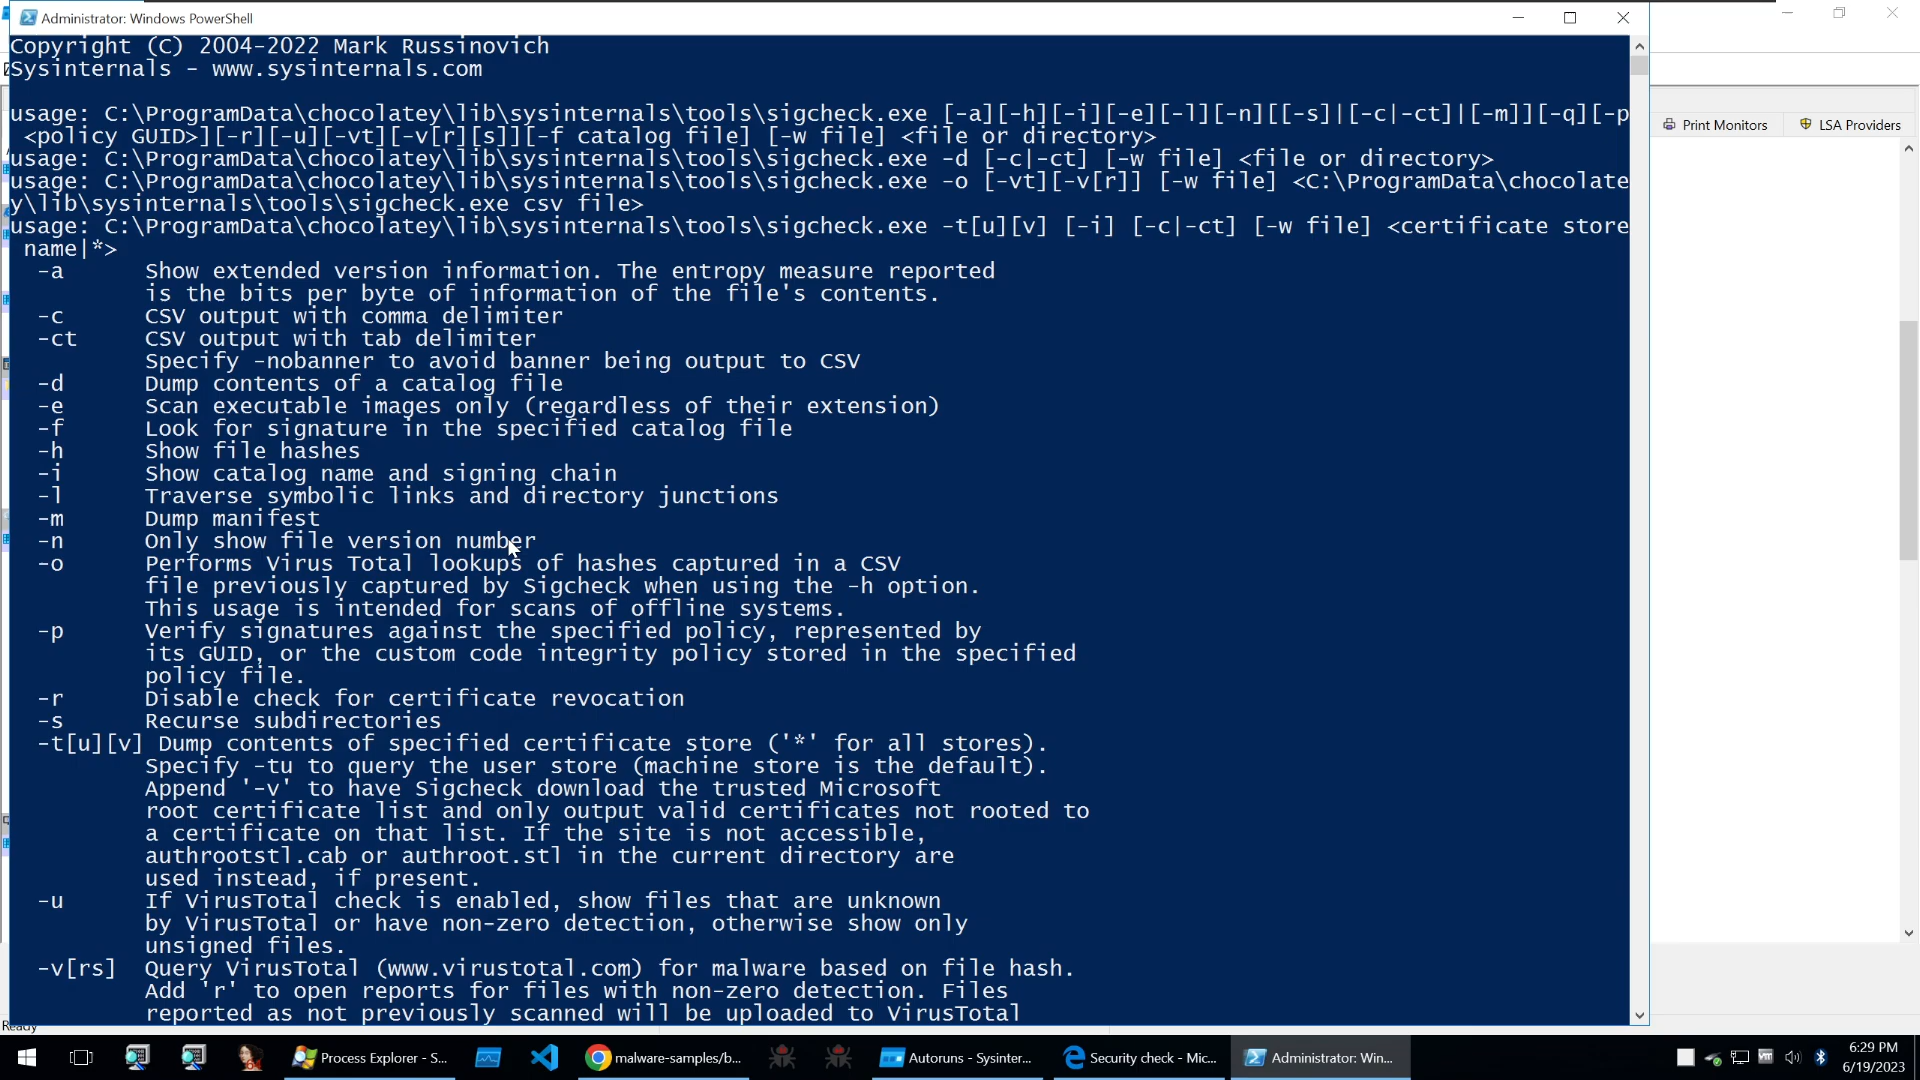 Administrator: Windows PowerShell
Copyright (C) 2004-2022 Mark Russinovich
Sysinternals - www.sysinternals.com
usage: C:\ProgramData\chocolatey\lib\sysinternals\tools\sigcheck.exe [-a][-h][-i][-e][-l][-n][[-s]|[-c|-ct]|[-m]][-q][-p
<policy GUID>][-r][-u][-vt][-v[r][s]][-f catalog file] [-w file] <file or directory>
usage: C:\ProgramData\chocolatey\lib\sysinternals\tools\sigcheck.exe -d [-c|-ct] [-w file] <file or directory>
usage: C:\ProgramData\chocolatey\lib\sysinternals\tools\sigcheck.exe -o [-vt][-v[r]] [-w file] <C:\ProgramData\chocolate
y\lib\sysinternals\tools\sigcheck.exe csv file>
usage: C:\ProgramData\chocolatey\lib\sysinternals\tools\sigcheck.exe -t[u][v] [-i] [-c|-ct] [-w file] <certificate store
name|*>
-a Show extended version information. The entropy measure reported
is the bits per byte of information of the file's contents.
-c CSV output with comma delimiter
-ct CSV output with tab delimiter
Specify -nobanner to avoid banner being output to CSV
-d Dump contents of a catalog file
-e Scan executable images only (regardless of their extension)
-f Look for signature in the specified catalog file
-h Show file hashes
-i Show catalog name and signing chain
-l Traverse symbolic links and directory junctions
-m Dump manifest
-n Only show file version number
-o Performs Virus Total lookups of hashes captured in a CSV
file previously captured by Sigcheck when using the -h option.
This usage is intended for scans of offline systems.
-p Verify signatures against the specified policy, represented by
its GUID, or the custom code integrity policy stored in the specified
policy file.
-r Disable check for certificate revocation
-s Recurse subdirectories
-t[u][v] Dump contents of specified certificate store ('*' for all stores).
Specify -tu to query the user store (machine store is the default).
Append '-v' to have Sigcheck download the trusted Microsoft
root certificate list and only output valid certificates not rooted to
a certificate on that list. If the site is not accessible,
authrootstl.cab or authroot.stl in the current directory are
used instead, if present.
-u If VirusTotal check is enabled, show files that are unknown
by VirusTotal or have non-zero detection, otherwise show only
unsigned files.
-v[rs] Query VirusTotal (www.virustotal.com) for malware based on file hash.
Add 'r' to open reports for files with non-zero detection. Files
reported as not previously scanned will be uploaded to VirusTotal
Print Monitors
LSA Providers
Ready
Process Explorer - S...
malware-samples/b...
Autoruns - Sysinter...
Security check - Mic...
Administrator: Win...
6:29 PM
6/19/2023